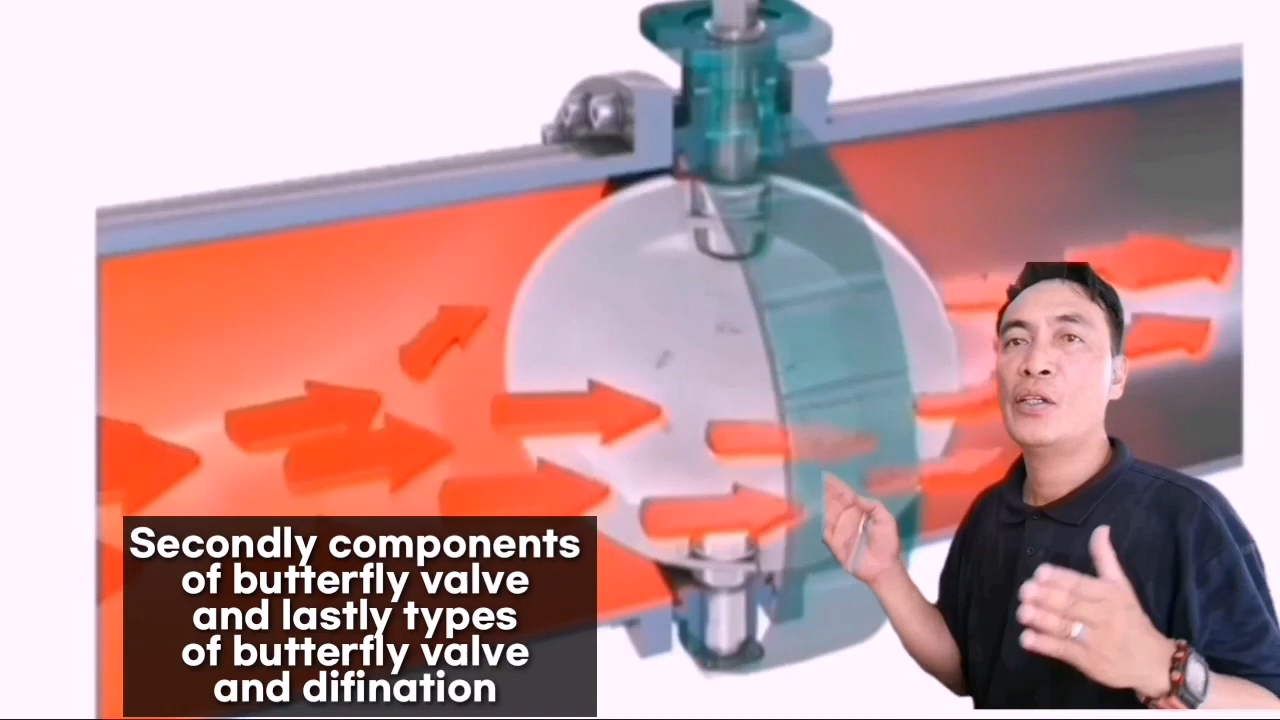 Secondly components
of butterfly valve
and lastly types
of butterfly valve
and difination